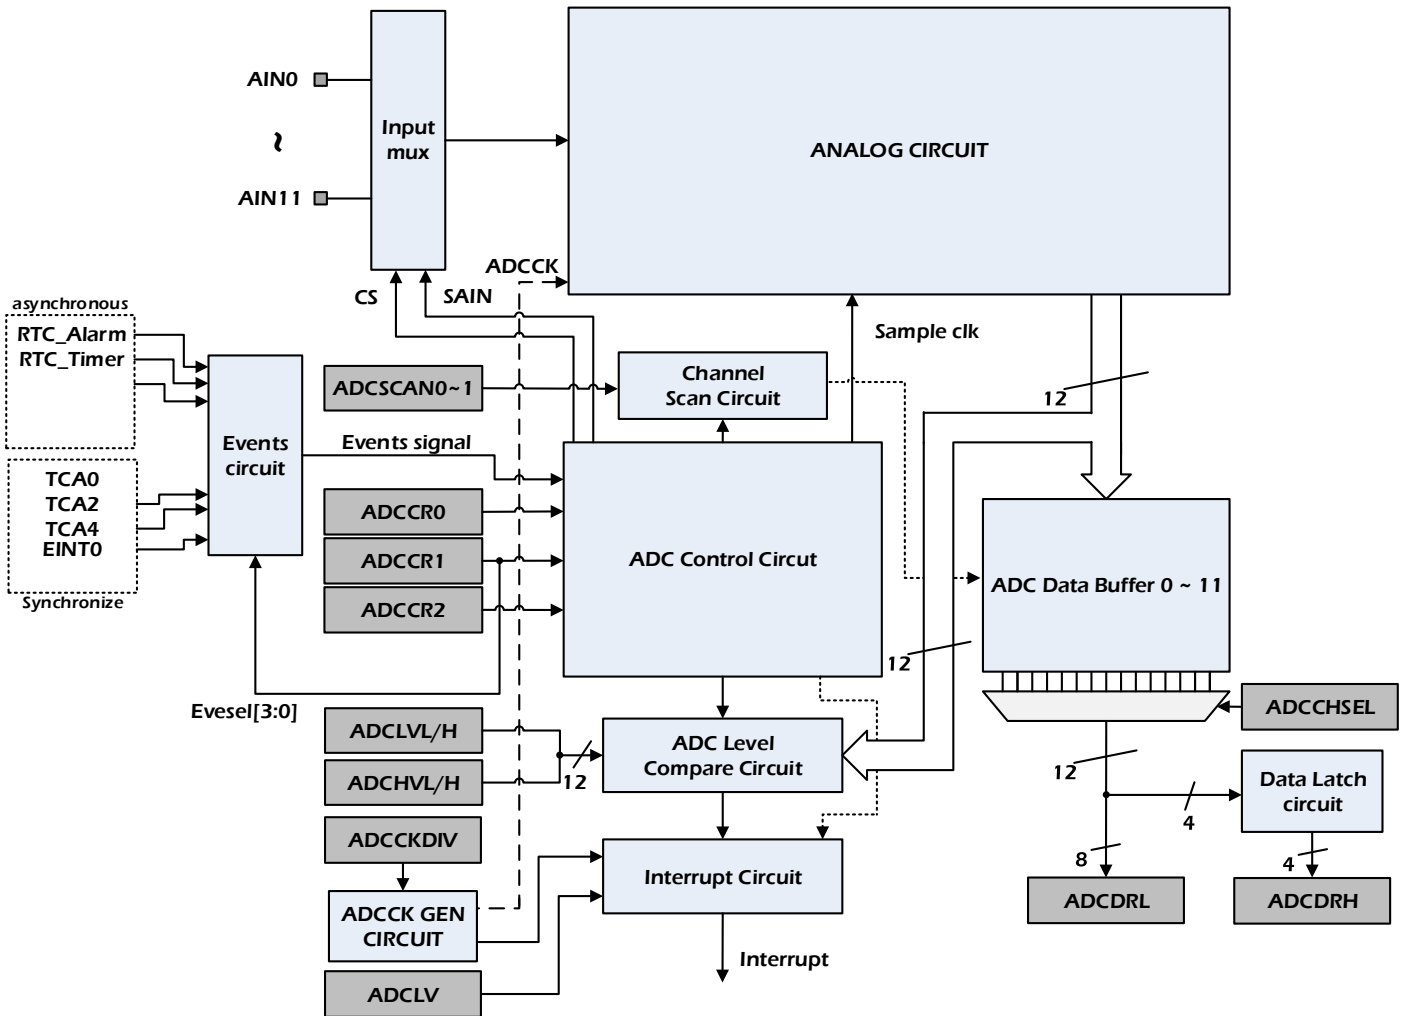 AIN0
~
AIN11
Input
mux
ANALOG CIRCUIT
ADCCK
CS
SAIN
Sample clk
asynchronous
RTC_Alarm
RTC_Timer
Events
circuit
TCA0
TCA2
TCA4
EINT0
Synchronize
ADCSCAN0~1
Channel
Scan Circuit
12
Events signal
ADCCR0
ADCCR1
ADCCR2
ADC Control Circut
ADC Data Buffer 0 ~ 11
12
Evesel[3:0]
ADCLVL/H
ADCHVL/H
12
ADC Level
Compare Circuit
ADCCHSEL
12
Data Latch
circuit
4
8
4
ADCDRL
ADCDRH
ADCCKDIV
ADCCK GEN
CIRCUIT
Interrupt Circuit
ADCLV
Interrupt